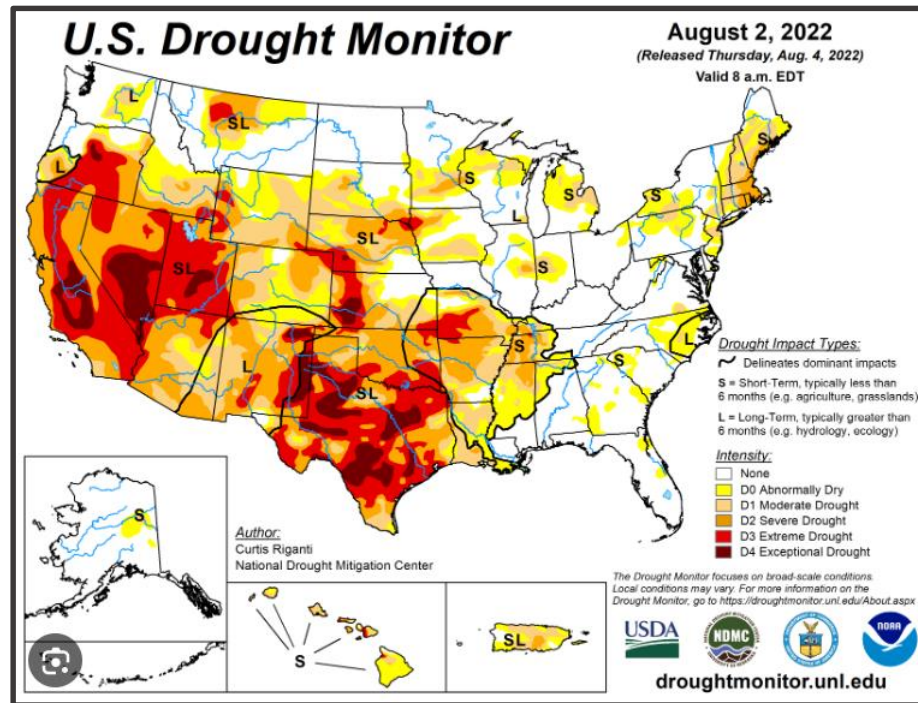 U.S. Drought Monitor
August 2, 2022
(Released Thursday, Aug. 4, 2022)
Valid 8 a.m. EDT
L
SL
L
S
S
L
S
S
S
SL
SL
S
L
SL
S
S
L
Drought Impact Types:
Delineates dominant impacts
S = Short-Term, typically less than
6 months (e.g. agriculture, grasslands)
L = Long-Term, typically greater than
6 months (e.g. hydrology, ecology)
Intensity:
None
D0 Abnormally Dry
D1 Moderate Drought
D2 Severe Drought
D3 Extreme Drought
D4 Exceptional Drought
S
Author:
Curtis Riganti
National Drought Mitigation Center
S
SL
The Drought Monitor focuses on broad-scale conditions.
Local conditions may vary. For more information on the
Drought Monitor, go to https://droughtmonitor.unl.edu/About.aspx
USDA
NDMC
NOAA
droughtmonitor.unl.edu